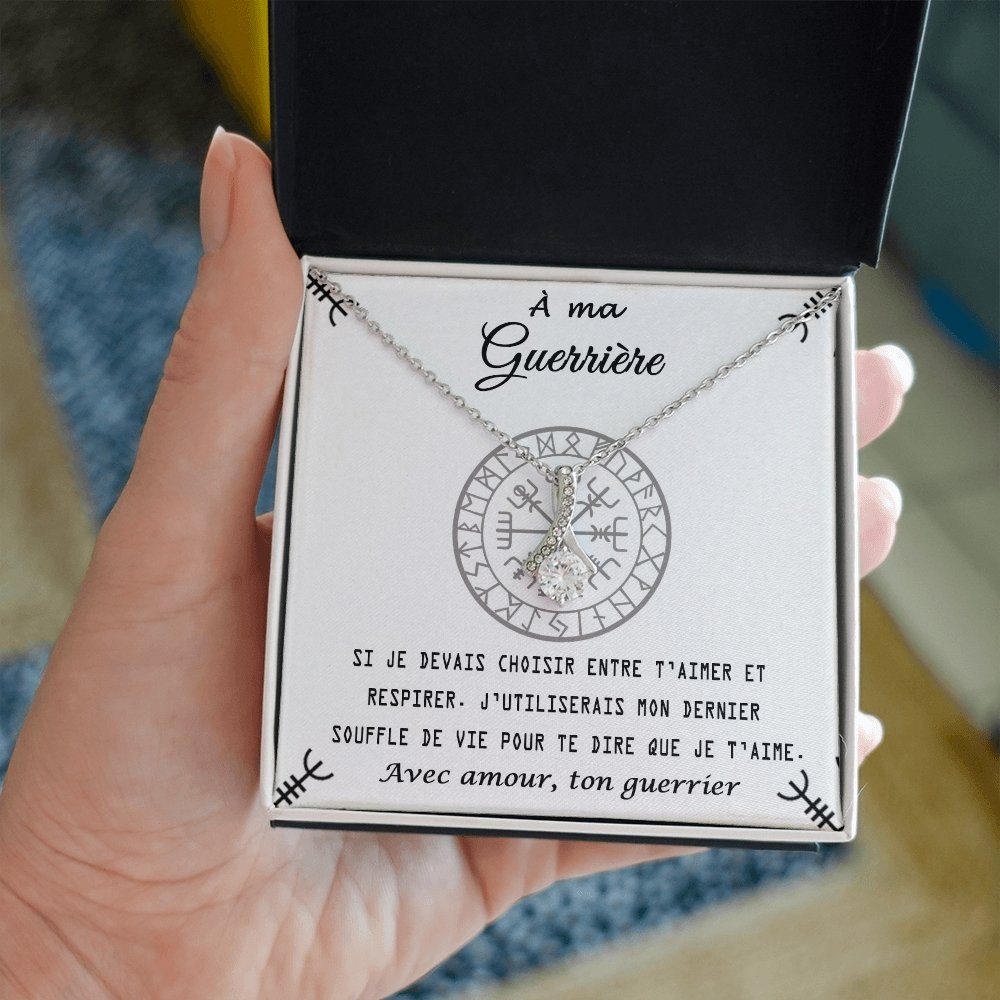 À ma
Guerrière
SI JE DEVAIS CHOISIR ENTRE T'AIMER ET
RESPIRER. J'UTILISERAIS MON DERNIER
SOUFFLE DE VIE POUR TE DIRE QUE JE T'AIME.
Avec amour, ton guerrier